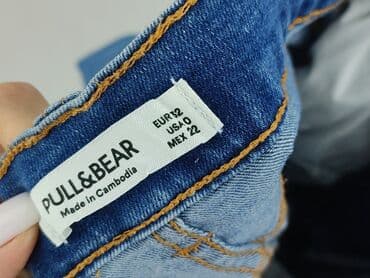 PULL&BEAR
Made in Cambodia
EUR 32
USA 0
MEX 22